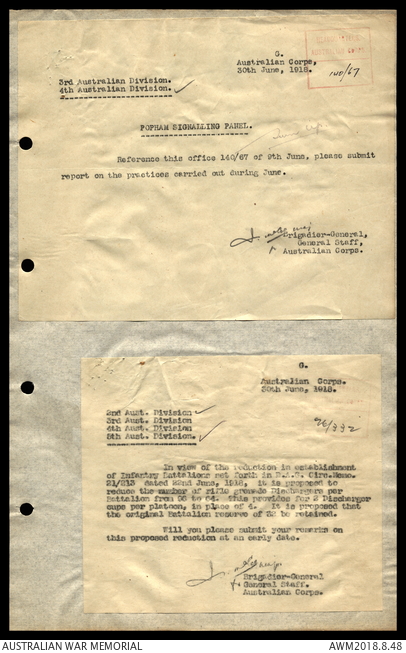 G.
Australian Corps,
30th June, 1918.
140/67
3rd Australian Division.
4th Australian Division.
POPHAM SIGNALLING PANEL.
Reference this office 140/67 of 9th June, please submit
report on the practices carried out during June.
Brigadier-General,
General Staff,
Australian Corps.
G.
Australian Corps.
30th June, 1918.
2nd Aust. Division
3rd Aust. Division
4th Aust. Division
5th Aust. Division.
In view of the reduction in establishment
of Infantry Battalions set forth in
21/213 dated 22nd June, 1918, it is proposed to
reduce the number of rifle grenade Dischargers per
Battalion from 96 to 64. This provides for 2 Discharger
cups per platoon, in place of 4. It is proposed that
the original Battalion reserve of 32 be retained.
Will you please submit your remarks on
this proposed reduction at an early date.
Brigadier-General
General Staff.
Australian Corps.
AUSTRALIAN WAR MEMORIAL
AWM2018.8.48